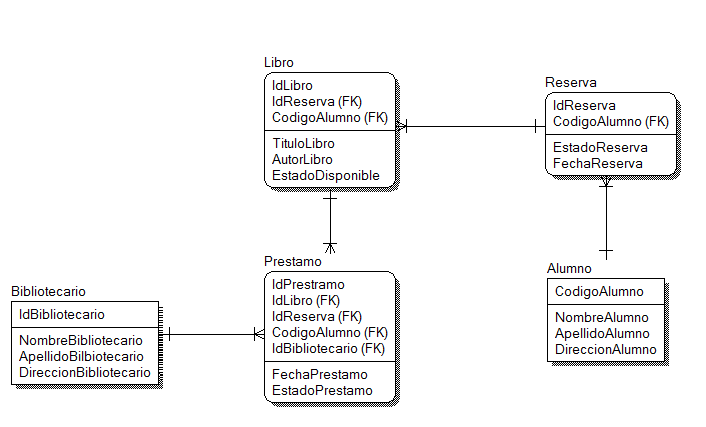 Libro
IdLibro
IdReserva (FK)
CodigoAlumno (FK)
TituloLibro
AutorLibro
EstadoDisponible
Reserva
IdReserva
CodigoAlumno (FK)
EstadoReserva
FechaReserva
Prestamo
IdPrestramo
IdLibro (FK)
IdReserva (FK)
CodigoAlumno (FK)
IdBibliotecario (FK)
FechaPrestamo
EstadoPrestamo
Alumno
CodigoAlumno
NombreAlumno
ApellidoAlumno
DireccionAlumno
Bibliotecario
IdBibliotecario
NombreBibliotecario
ApellidoBilbiotecario
DireccionBibliotecario